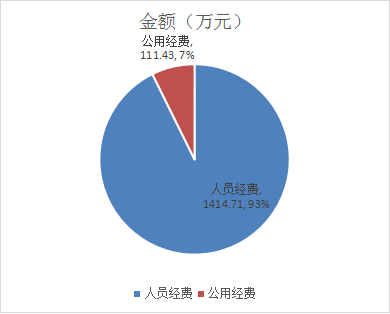 金额（万元）
公用经费,
111.43, 7%
人员经费,
1414.71, 93%
人员经费 公用经费